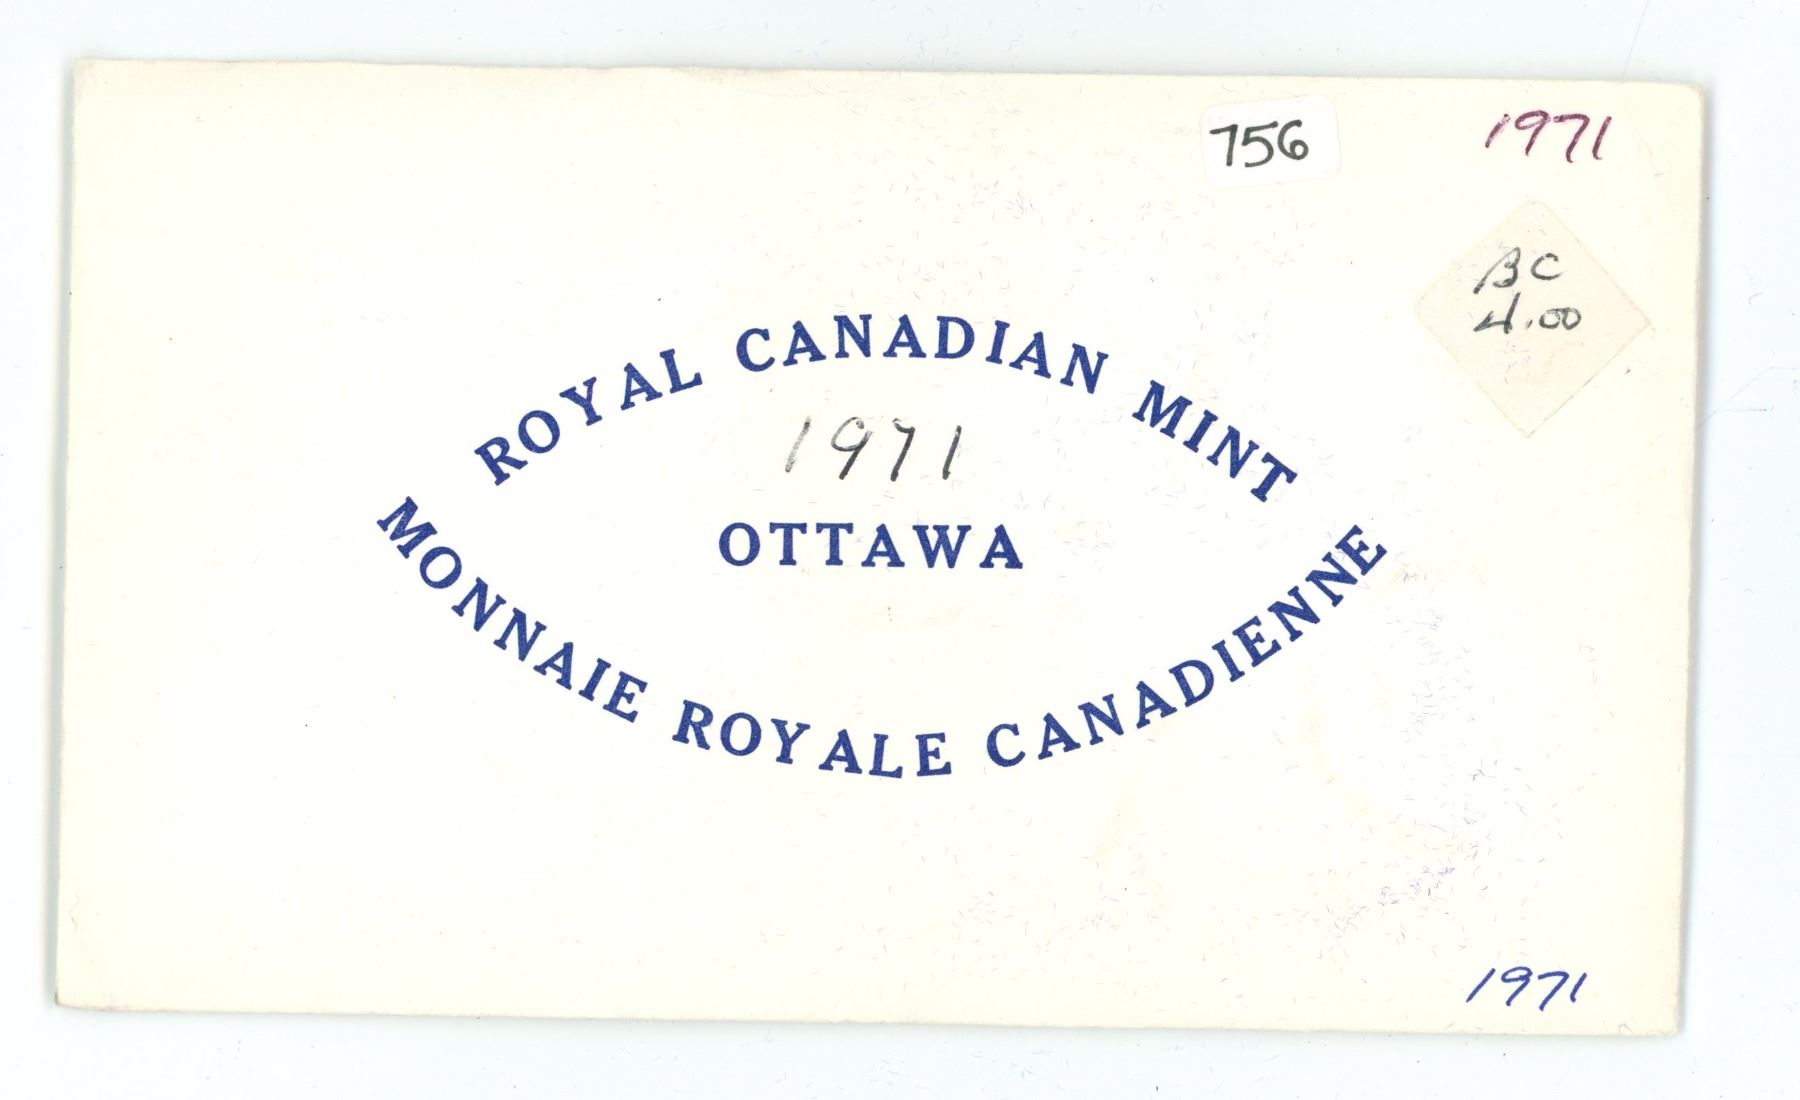 756
1971
BC
4.00
ROYAL CANADIAN MINT
1971
OTTAWA
MONNAIE ROYALE CANADIENNE
1971